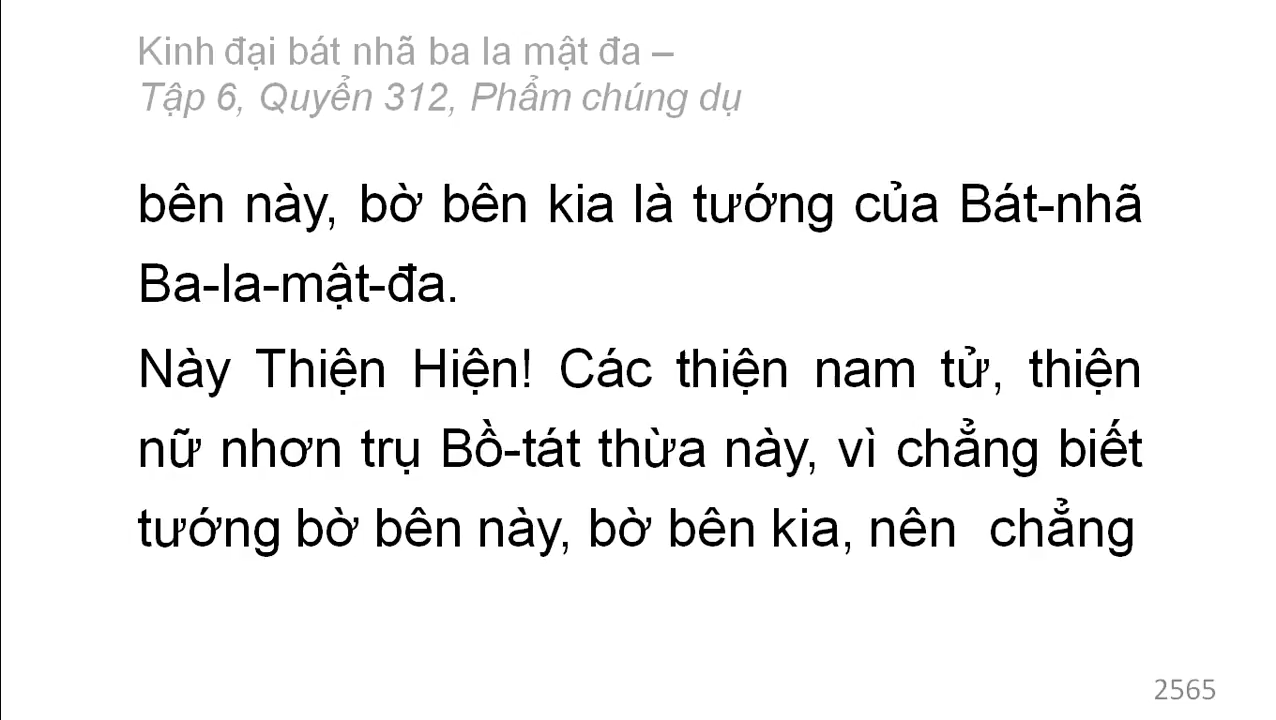 Kinh đại bát nhã ba la mật đa –
Tập 6, Quyển 312, Phẩm chúng dụ
bên này, bờ bên kia là tướng của Bát-nhã
Ba-la-mật-đa.
Này Thiện Hiện! Các thiện nam tử, thiện
nữ nhơn trụ Bồ-tát thừa này, vì chẳng biết
tướng bờ bên này, bờ bên kia, nên chẳng
2565